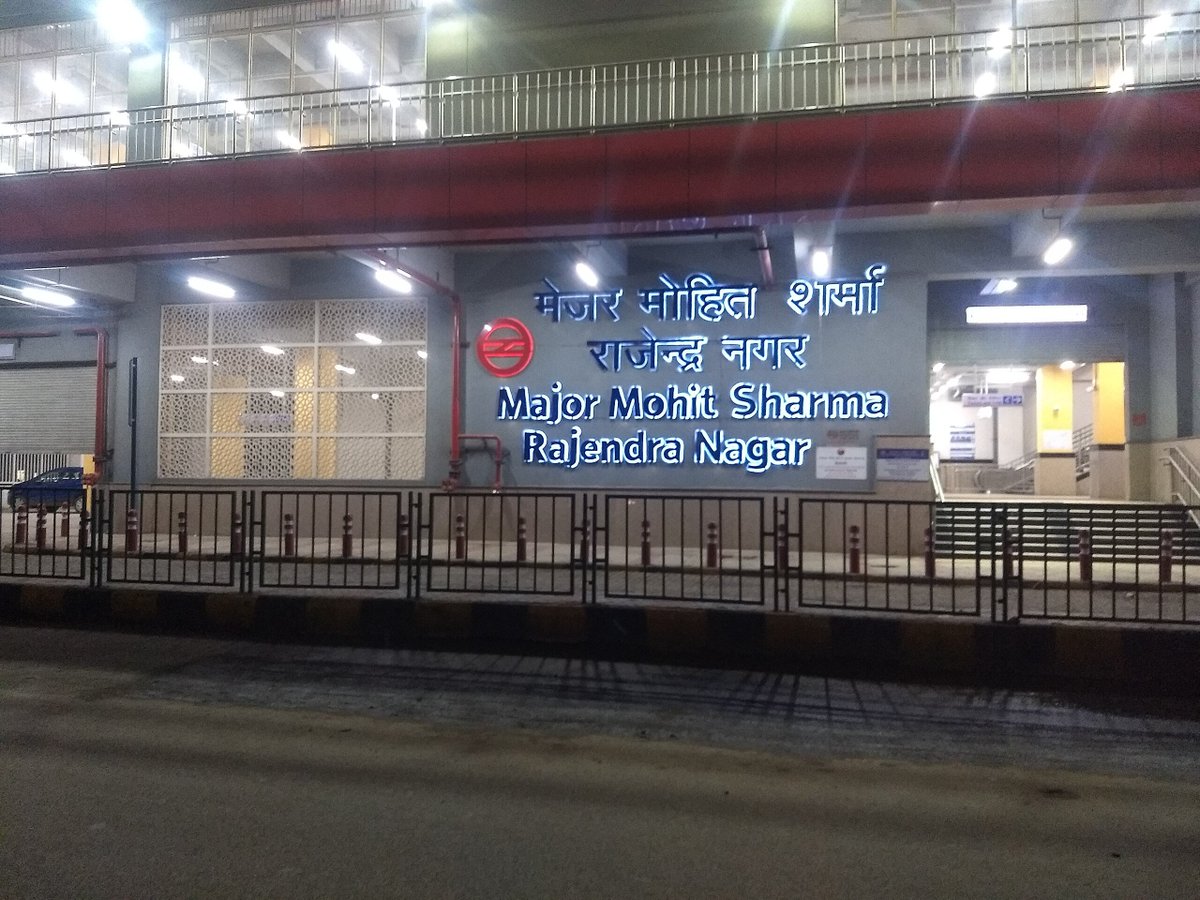 मेजर मोहित शर्मा
राजेन्द्र नगर
Major Mohit Sharma
Rajendra Nagar